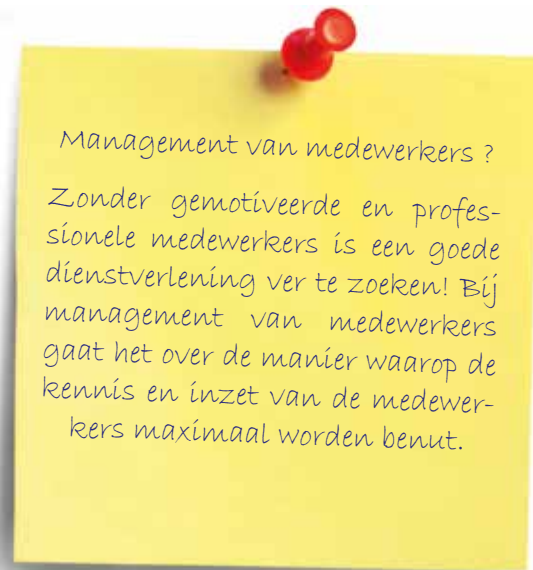 Management van medewerkers ?
Zonder gemotiveerde en profes-
sionele medewerkers is een goede
dienstverlening ver te zoeken! Bij
management van medewerkers
gaat het over de manier waarop de
kennis en inzet van de medewer-
kers maximaal worden benut.